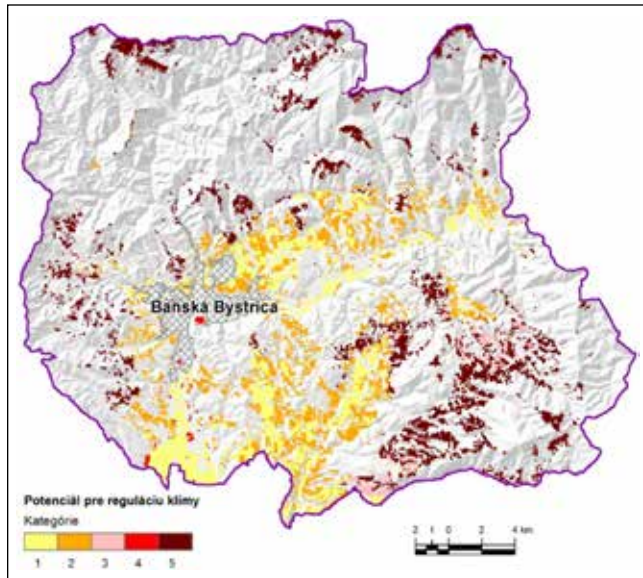 Banská Bystrica
Potenciál pre reguláciu klímy
Kategórie
1 2 3 4 5
2 1 0 2 4 km